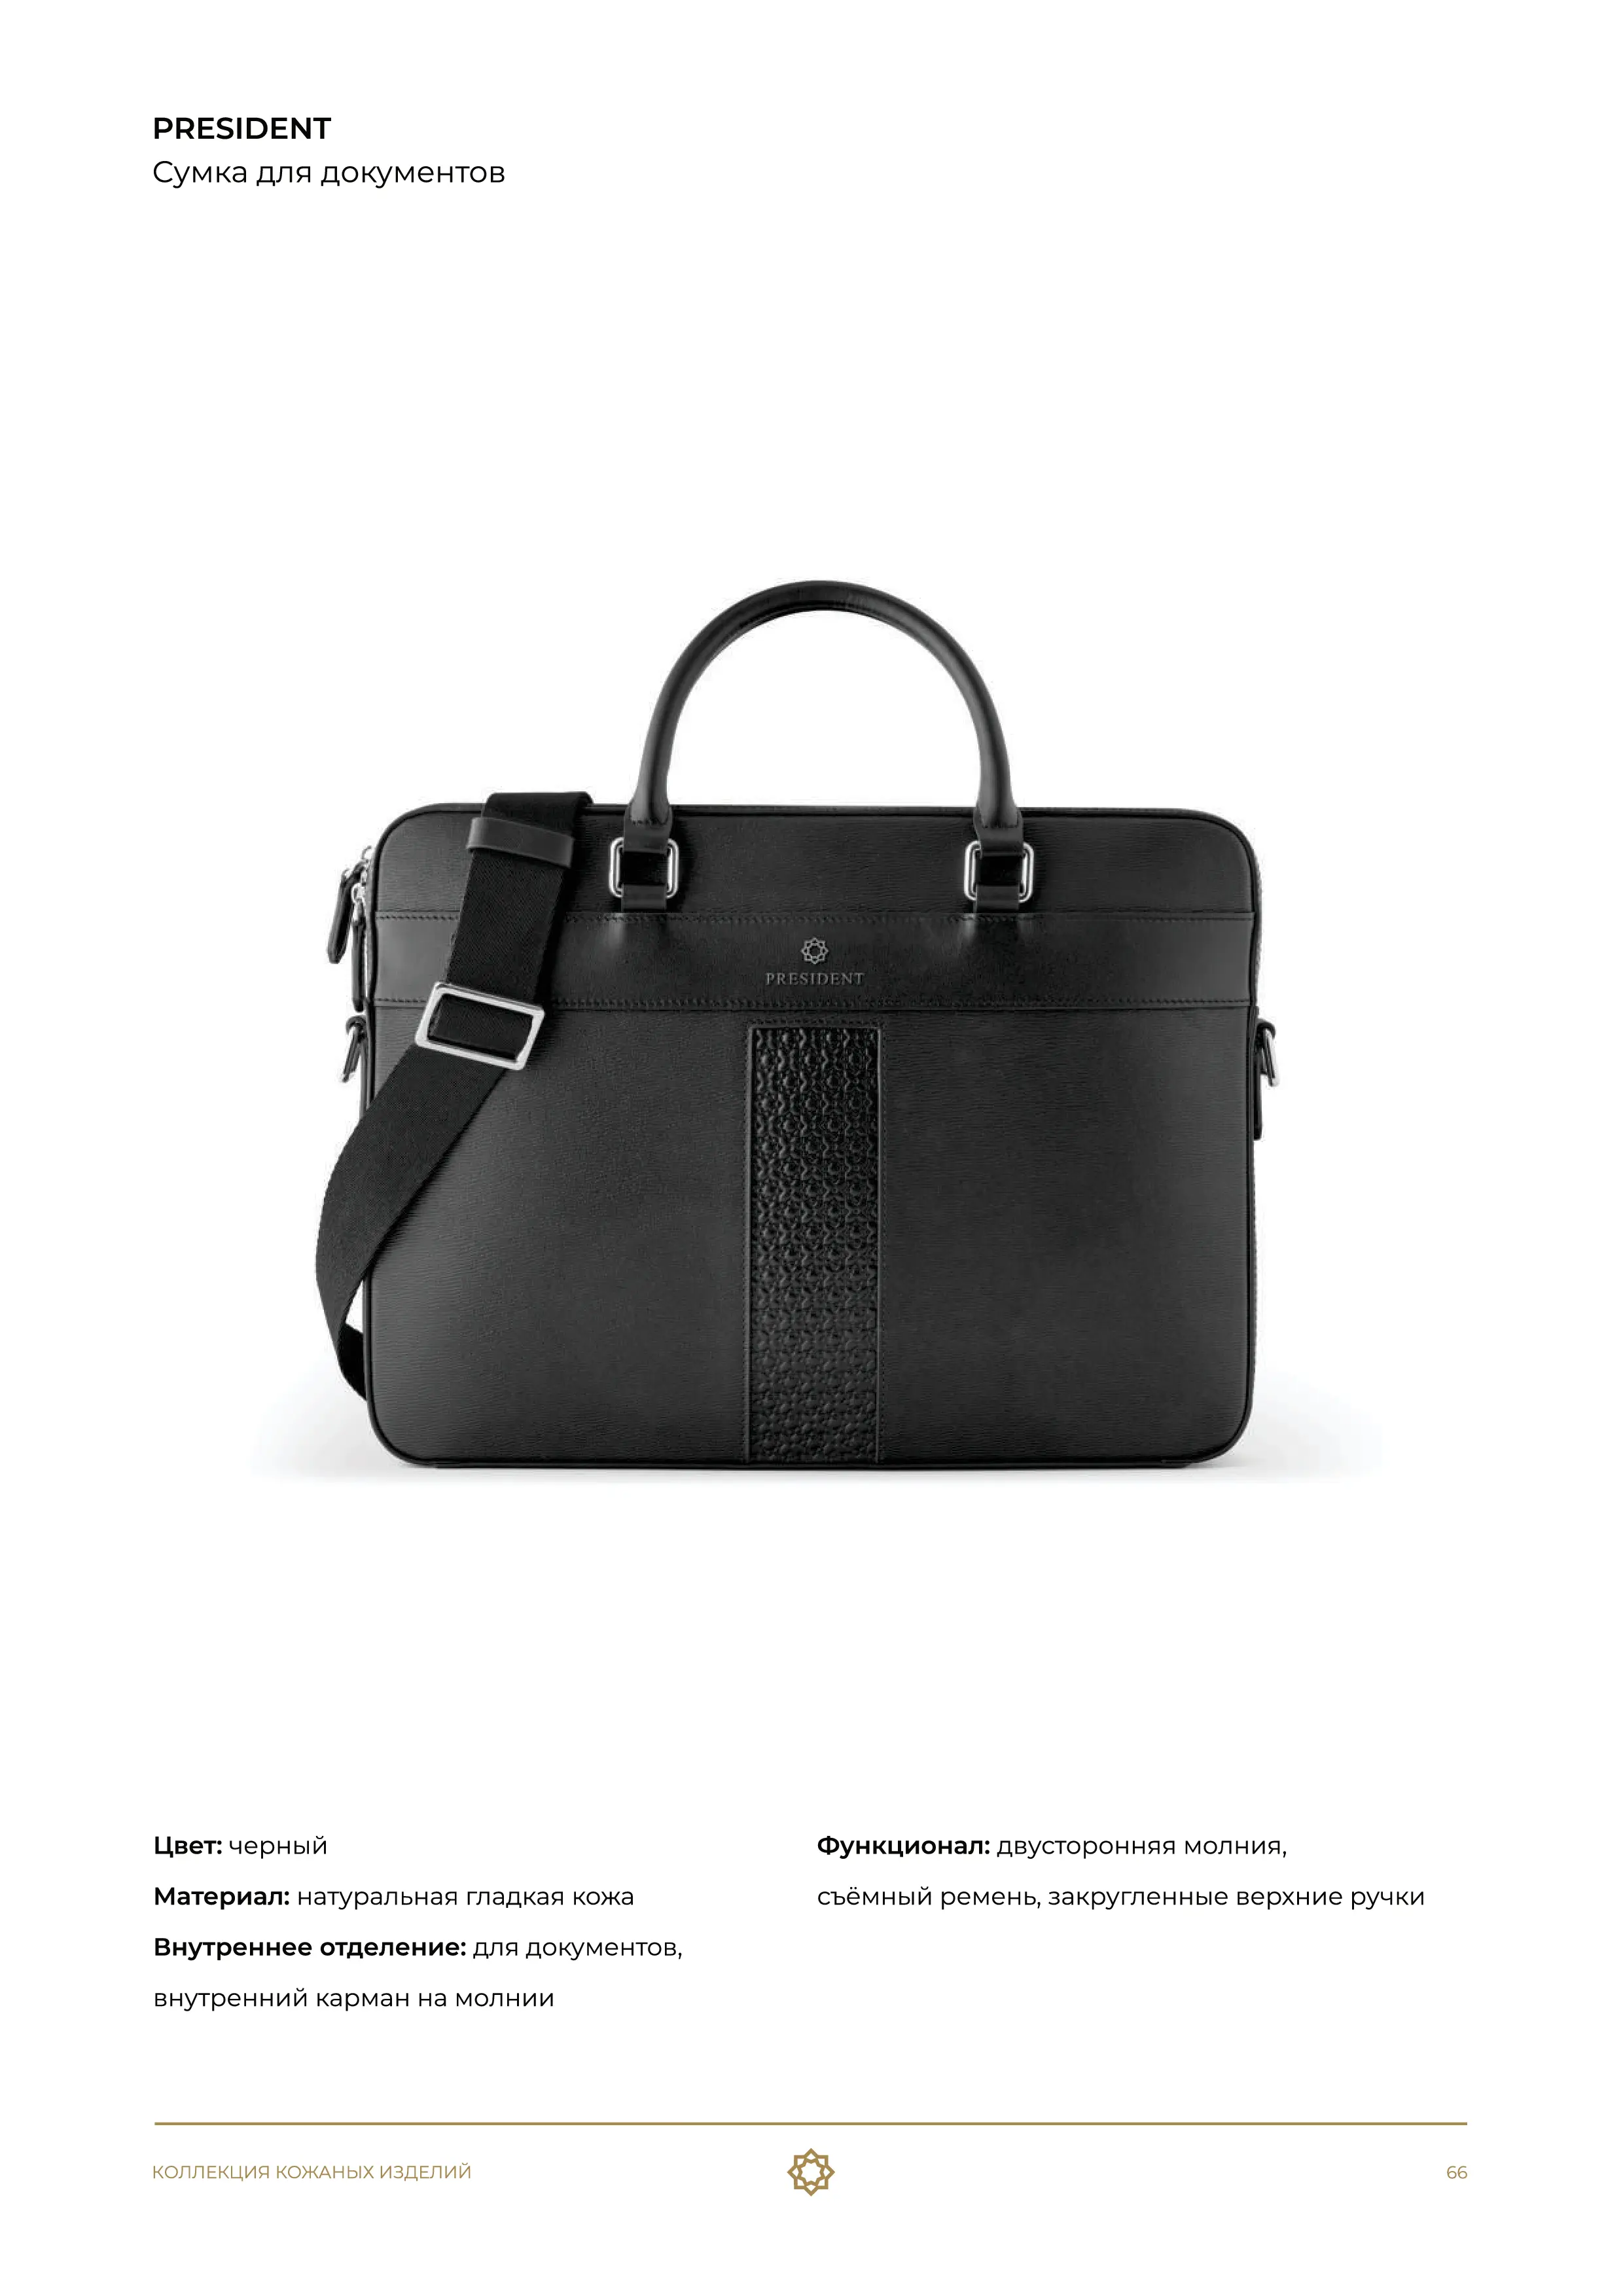 PRESIDENT
Сумка для документов
PRESIDENT
Цвет: черный
Материал: натуральная гладкая кожа
Внутреннее отделение: для документов,
внутренний карман на молнии
Функционал: двусторонняя молния,
съёмный ремень, закругленные верхние ручки
КОЛЛЕКЦИЯ КОЖАНЫХ ИЗДЕЛИЙ
66